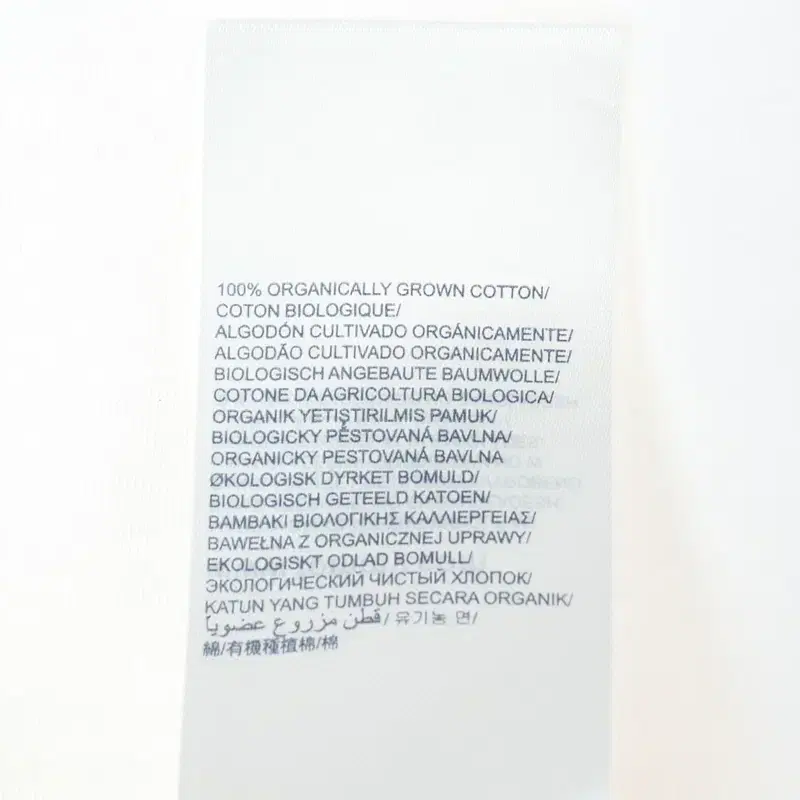 100% ORGANICALLY GROWN COTTON/
COTON BIOLOGIQUE/
ALGODÓN CULTIVADO ORGÁNICAMENTE/
ALGODÃO CULTIVADO ORGANICAMENTE/
BIOLOGISCH ANGEBAUTE BAUMWOLLE/
COTONE DA AGRICOLTURA BIOLOGICA/
ORGANIK YETIŞTIRILMIS PAMUK/
BIOLOGICKY PĚSTOVANÁ BAVLNA/
ORGANICKY PESTOVANÁ BAVLNA
ØKOLOGISK DYRKET BOMULD/
BIOLOGISCH GETEELD KATOEN/
ΒΑΜΒΑΚΙ ΒΙΟΛΟΓΙΚΗΣ ΚΑΛΛΙΕΡΓΕΙΑΣ/
BAWEŁNA Z ORGANICZNEJ UPRAWY/
EKOLOGISKT ODLAD BOMULL/
ЭКОЛОГИЧЕСКИЙ ЧИСТЫЙ ХЛОПОК/
KATUN YANG TUMBUH SECARA ORGANIK/
قطن مزروع عضوياً/ 유기농 면/
綿/有機種植棉/棉